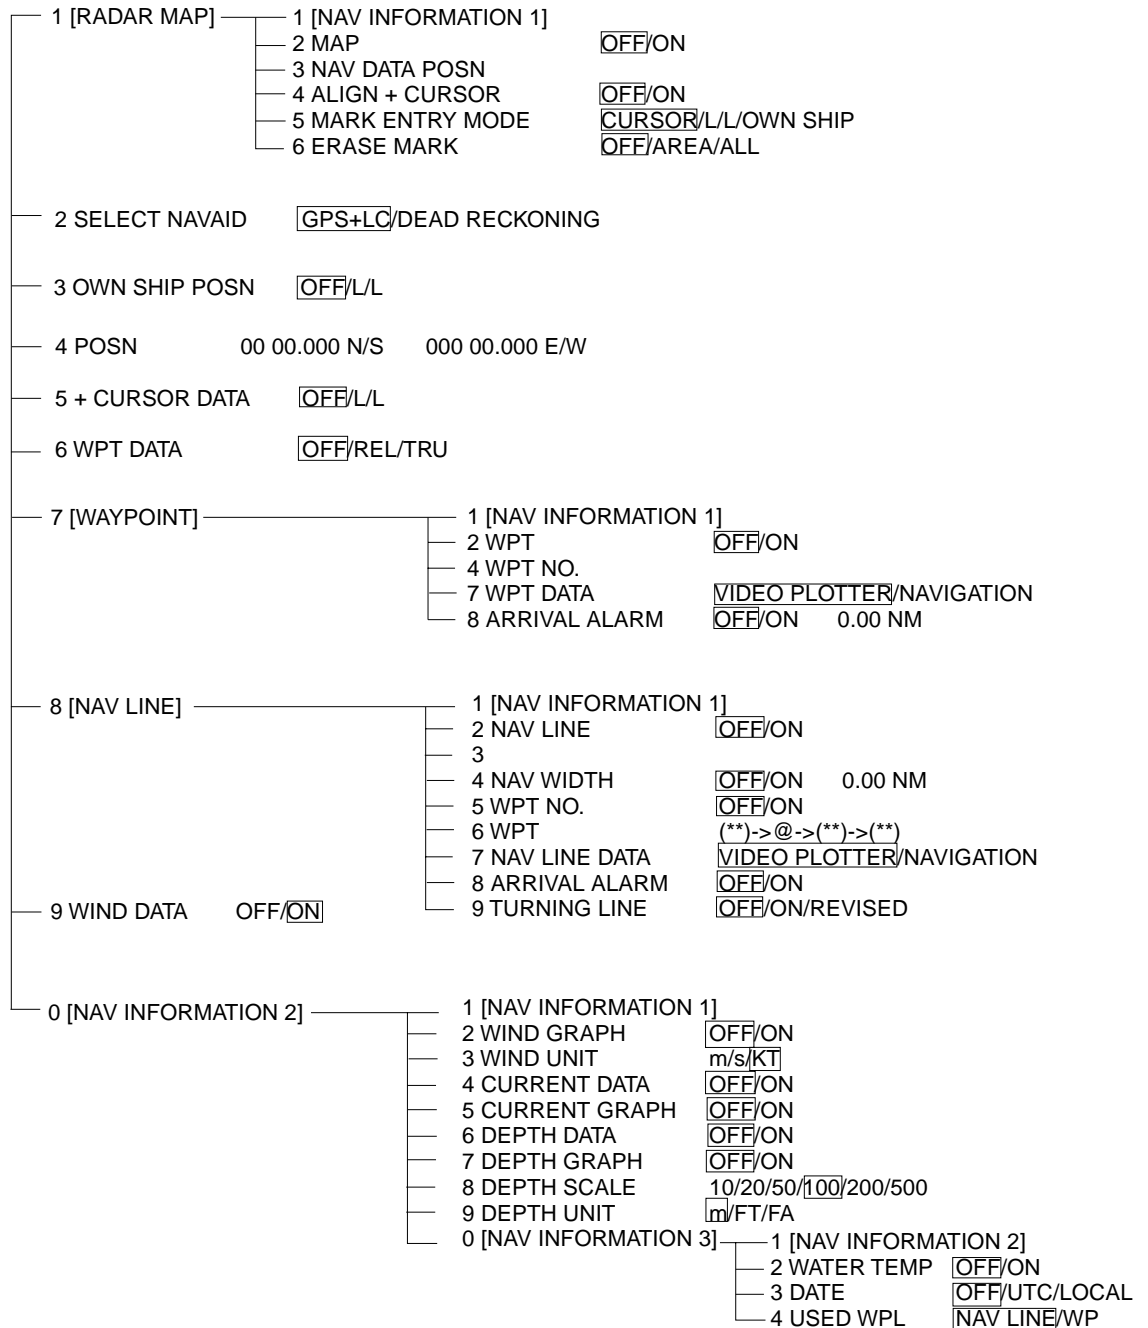 1 [RADAR MAP] 1 [NAV INFORMATION 1]
2 MAP OFF/ON
3 NAV DATA POSN
4 ALIGN + CURSOR OFF/ON
5 MARK ENTRY MODE CURSOR/L/L/OWN SHIP
6 ERASE MARK OFF/AREA/ALL
2 SELECT NAVAID GPS+LC/DEAD RECKONING
3 OWN SHIP POSN OFF/L/L
4 POSN 00 00.000 N/S 000 00.000 E/W
5 + CURSOR DATA OFF/L/L
6 WPT DATA OFF/REL/TRU
7 [WAYPOINT] 1 [NAV INFORMATION 1]
2 WPT OFF/ON
4 WPT NO.
7 WPT DATA VIDEO PLOTTER/NAVIGATION
8 ARRIVAL ALARM OFF/ON 0.00 NM
8 [NAV LINE] 1 [NAV INFORMATION 1]
2 NAV LINE OFF/ON
3
4 NAV WIDTH OFF/ON 0.00 NM
5 WPT NO. OFF/ON
6 WPT (**)->@->(**)->(**)
7 NAV LINE DATA VIDEO PLOTTER/NAVIGATION
8 ARRIVAL ALARM OFF/ON
9 TURNING LINE OFF/ON/REVISED
9 WIND DATA OFF/ON
0 [NAV INFORMATION 2] 1 [NAV INFORMATION 1]
2 WIND GRAPH OFF/ON
3 WIND UNIT m/s/KT
4 CURRENT DATA OFF/ON
5 CURRENT GRAPH OFF/ON
6 DEPTH DATA OFF/ON
7 DEPTH GRAPH OFF/ON
8 DEPTH SCALE 10/20/50/100/200/500
9 DEPTH UNIT m/FT/FA
0 [NAV INFORMATION 3] 1 [NAV INFORMATION 2]
2 WATER TEMP OFF/ON
3 DATE OFF/UTC/LOCAL
4 USED WPL NAV LINE/WP